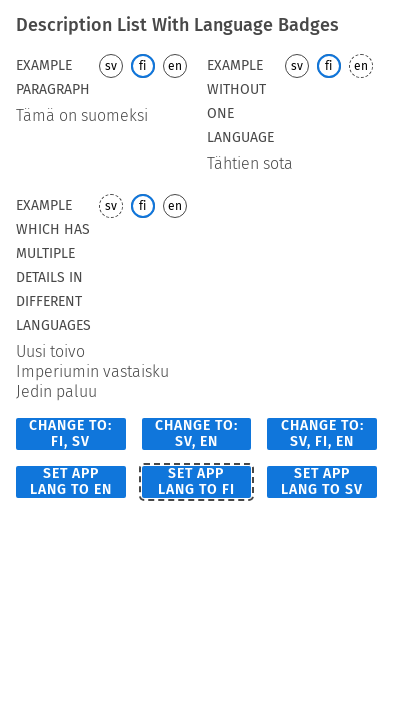 Description List With Language Badges
EXAMPLE PARAGRAPH
sv fi en
Tämä on suomeksi
EXAMPLE WITHOUT ONE LANGUAGE
sv fi en
Tähtien sota
EXAMPLE WHICH HAS MULTIPLE DETAILS IN DIFFERENT LANGUAGES
sv fi en
Uusi toivo
Imperiumin vastaisku
Jedin paluu
CHANGE TO: FI, SV
CHANGE TO: SV, EN
CHANGE TO: SV, FI, EN
SET APP LANG TO EN
SET APP LANG TO FI
SET APP LANG TO SV